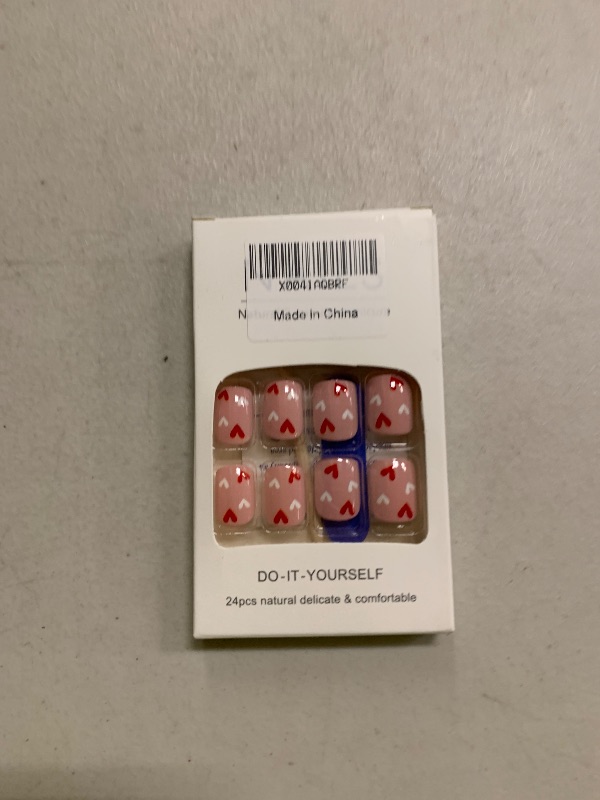 X0041AQBRF
Made in China
DO-IT-YOURSELF
24pcs natural delicate & comfortable